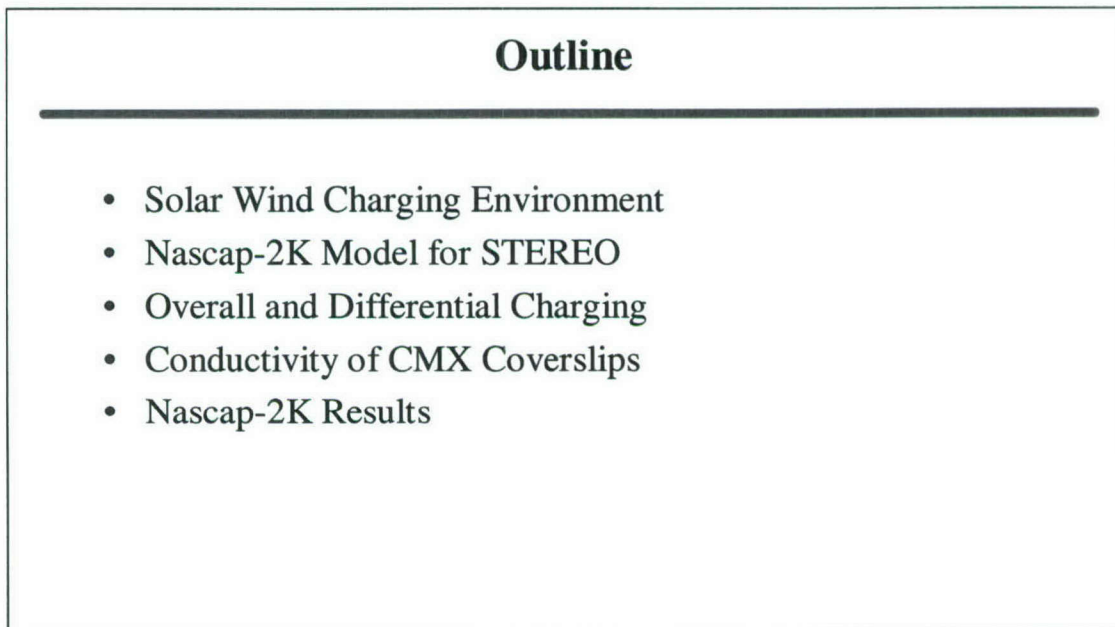 Outline
• Solar Wind Charging Environment
• Nascap-2K Model for STEREO
• Overall and Differential Charging
• Conductivity of CMX Coverslips
• Nascap-2K Results